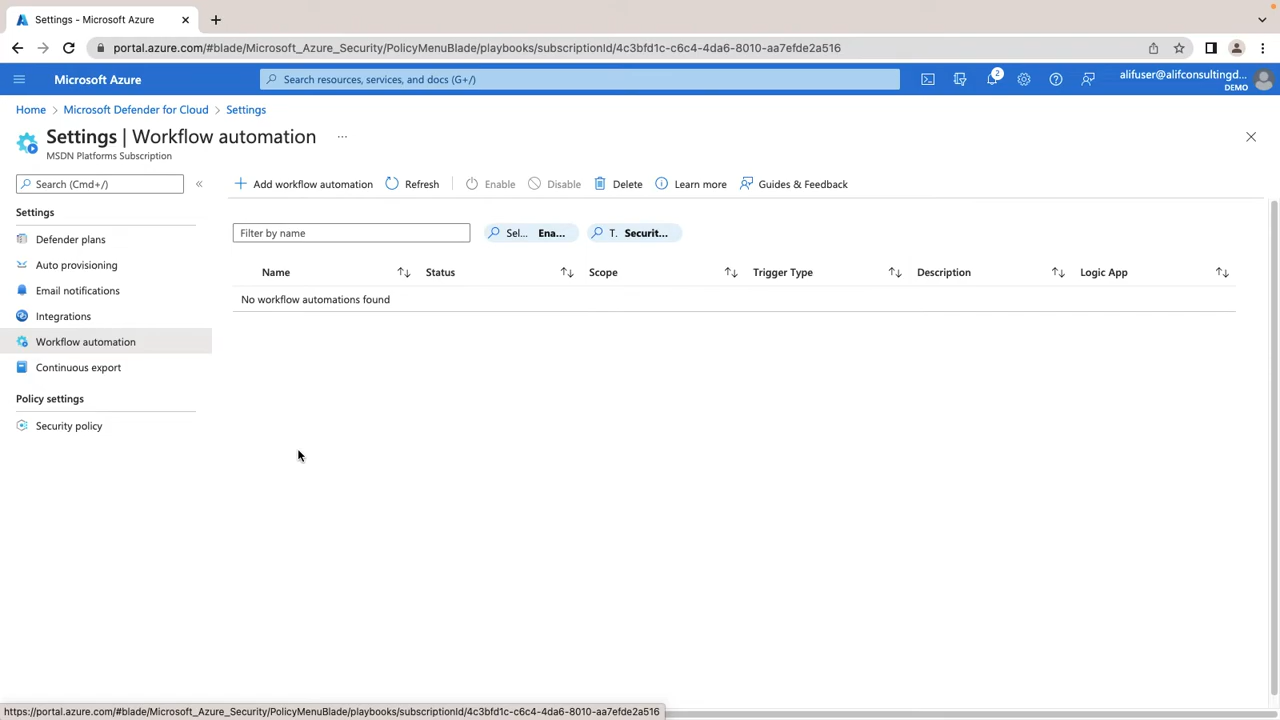 Settings - Microsoft Azure
portal.azure.com/#blade/Microsoft_Azure_Security/PolicyMenuBlade/playbooks/subscriptionId/4c3bfd1c-c6c4-4da6-8010-aa7efde2a516
Microsoft Azure
Search resources, services, and docs (G+/)
2
alifuser@alifconsultingd...
DEMO
Home > Microsoft Defender for Cloud > Settings
Settings | Workflow automation ...
MSDN Platforms Subscription
Search (Cmd+/)
«
Add workflow automation
Refresh
Enable
Disable
Delete
Learn more
Guides & Feedback
Settings
Defender plans
Auto provisioning
Email notifications
Integrations
Workflow automation
Continuous export
Policy settings
Security policy
Filter by name
Sel... Ena...
T. Securit...
Name
Status
Scope
Trigger Type
Description
Logic App
No workflow automations found
https://portal.azure.com/#blade/Microsoft_Azure_Security/PolicyMenuBlade/playbooks/subscriptionId/4c3bfd1c-c6c4-4da6-8010-aa7efde2a516